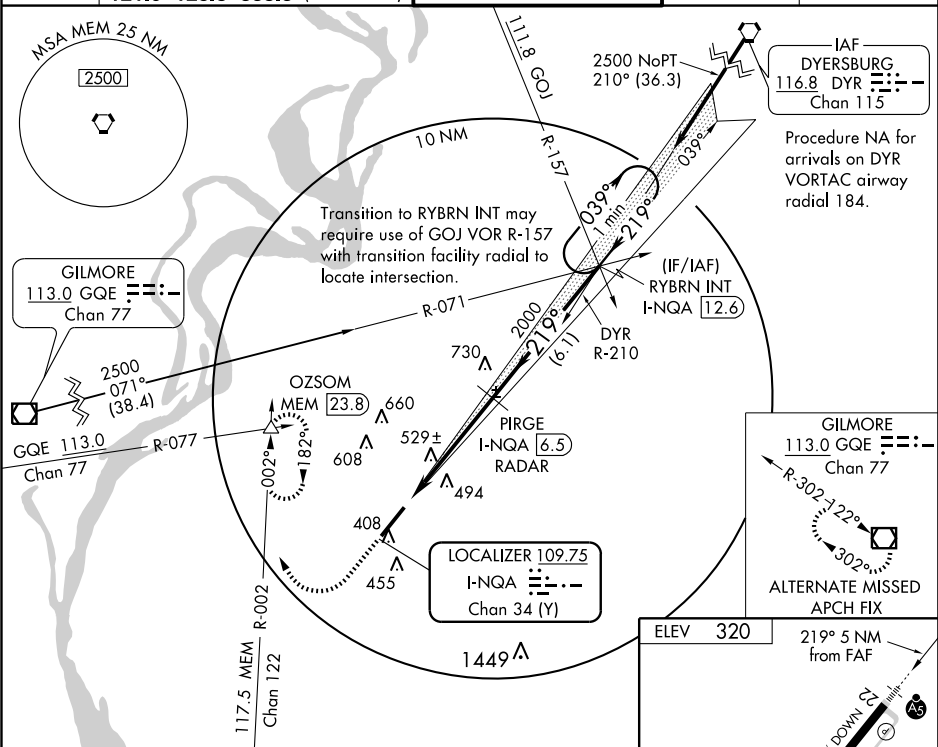 MSA MEM 25 NM
2500
111.8 GOJ
R-157
10 NM
2500 NoPT
210° (36.3)
IAF
DYERSBURG
116.8 DYR
Chan 115
Procedure NA for
arrivals on DYR
VORTAC airway
radial 184.
039°
039°
1 min
219°
Transition to RYBRN INT may
require use of GOJ VOR R-157
with transition facility radial to
locate intersection.
(IF/IAF)
RYBRN INT
I-NQA 12.6
GILMORE
113.0 GQE
Chan 77
R-071
2500
071°
(38.4)
2000
219°
(6.1)
DYR
R-210
730
OZSOM
MEM 23.8
660
PIRGE
I-NQA 6.5
RADAR
GQE 113.0
Chan 77
R-077
002°
182°
608
529±
494
408
455
LOCALIZER 109.75
I-NQA
Chan 34 (Y)
1449
117.5 MEM
Chan 122
R-002
GILMORE
113.0 GQE
Chan 77
R-302
122°
302°
ALTERNATE MISSED
APCH FIX
ELEV 320
219° 5 NM
from FAF
22
DOWN
P
A5